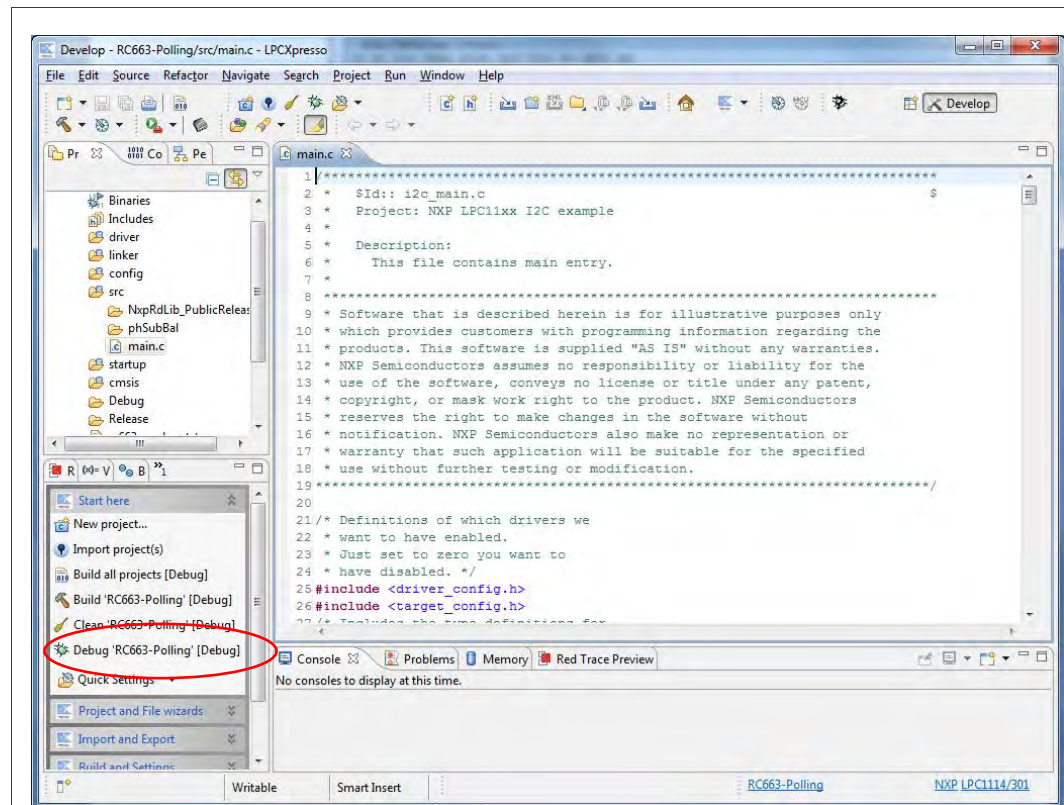 Develop - RC663-Polling/src/main.c - LPCXpresso
File Edit Source Refactor Navigate Search Project Run Window Help
Develop
Pr Co Pe
main.c
Binaries
Includes
driver
linker
config
src
NxpRdLib_PublicReleas
phSubBal
main.c
startup
cmsis
Debug
Release
1 /*****************************************************************************
2 * $Id:: i2c_main.c $
3 * Project: NXP LPC11xx I2C example
4 *
5 * Description:
6 * This file contains main entry.
7 *
8 *****************************************************************************
9 * Software that is described herein is for illustrative purposes only
10 * which provides customers with programming information regarding the
11 * products. This software is supplied "AS IS" without any warranties.
12 * NXP Semiconductors assumes no responsibility or liability for the
13 * use of the software, conveys no license or title under any patent,
14 * copyright, or mask work right to the product. NXP Semiconductors
15 * reserves the right to make changes in the software without
16 * notification. NXP Semiconductors also make no representation or
17 * warranty that such application will be suitable for the specified
18 * use without further testing or modification.
19 *****************************************************************************/
20
21 /* Definitions of which drivers we
22 * want to have enabled.
23 * Just set to zero you want to
24 * have disabled. */
25 #include <driver_config.h>
26 #include <target_config.h>
27 /* Includes the type definitions for
R (x)= V B »1
Start here
New project...
Import project(s)
Build all projects [Debug]
Build 'RC663-Polling' [Debug]
Clean 'RC663-Polling' [Debug]
Debug 'RC663-Polling' [Debug]
Quick Settings
Project and File wizards
Import and Export
Build and Settings
Console Problems Memory Red Trace Preview
No consoles to display at this time.
Writable Smart Insert RC663-Polling NXP LPC1114/301